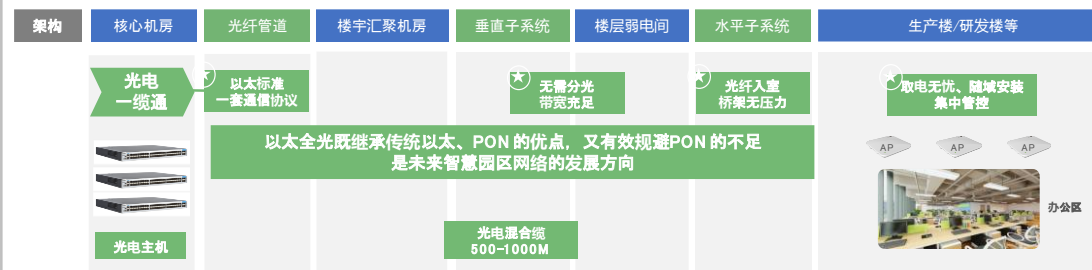 架构
核心机房
光纤管道
楼宇汇聚机房
垂直子系统
楼层弱电间
水平子系统
生产楼/研发楼等
光电
一缆通
以太标准
一套通信协议
无需分光
带宽充足
光纤入室
桥架无压力
取电无忧、随域安装
集中管控
以太全光既继承传统以太、PON 的优点，又有效规避PON 的不足
是未来智慧园区网络的发展方向
AP
AP
AP
办公区
光电主机
光电混合缆
500-1000M